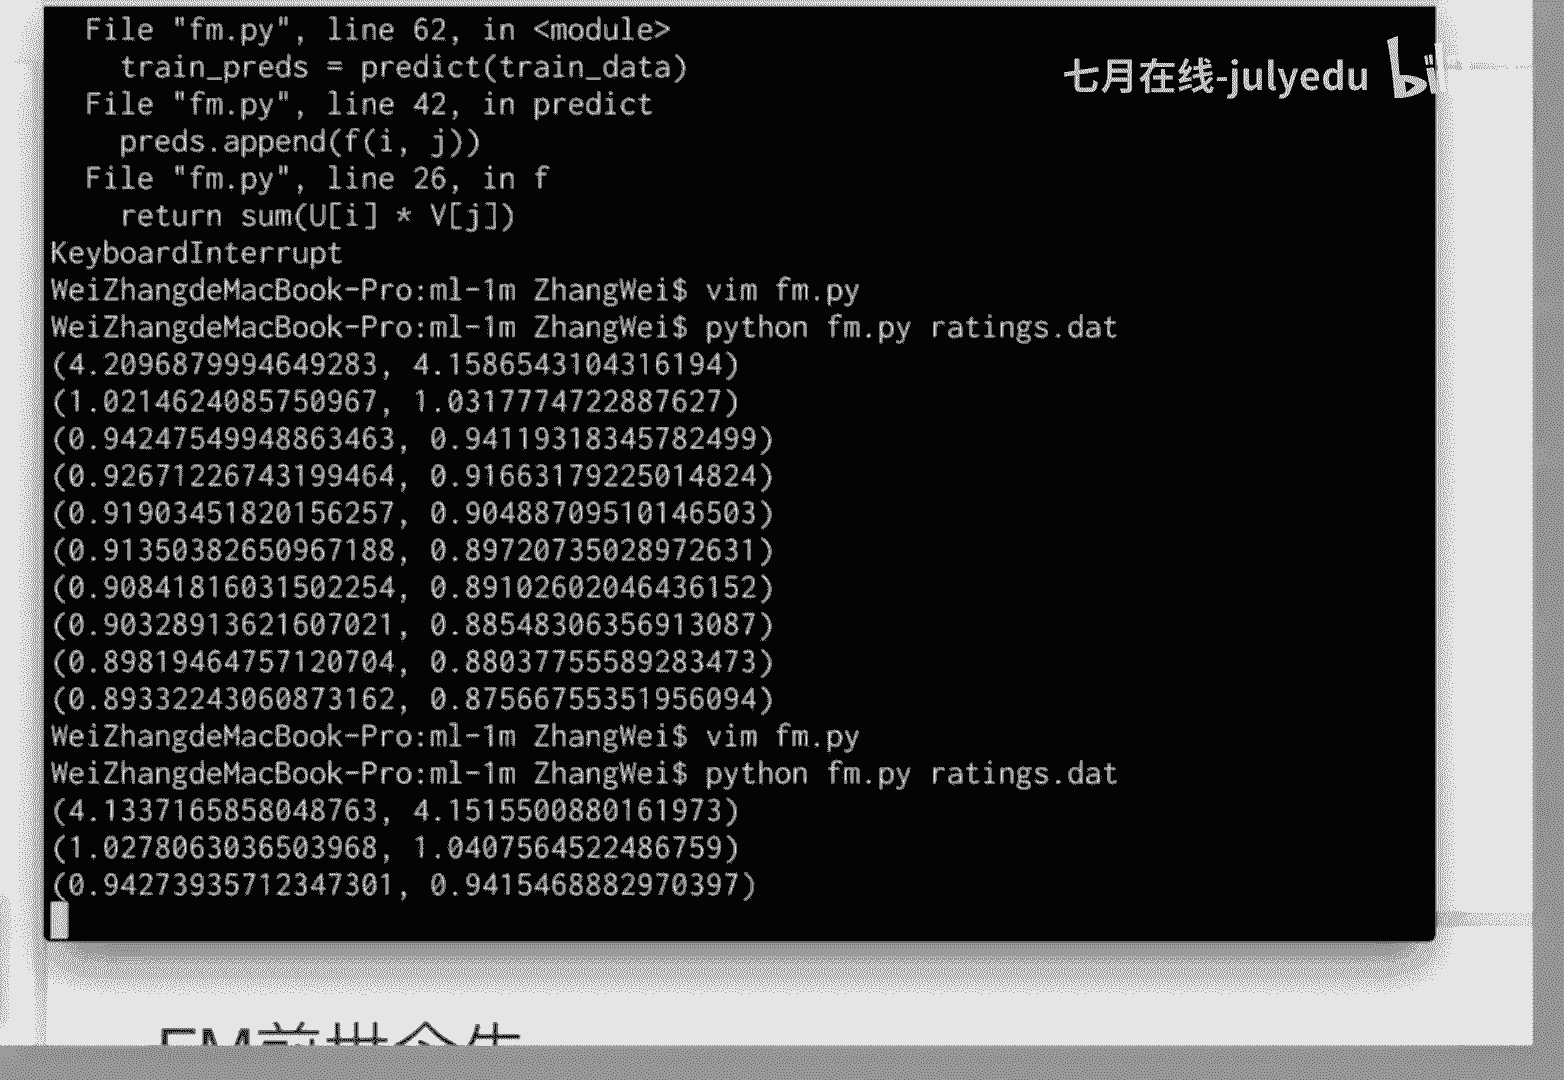 File "fm.py", line 62, in <module>
train_preds = predict(train_data)
七月在线-julyedu
File "fm.py", line 42, in predict
preds.append(f(i, j))
File "fm.py", line 26, in f
return sum(U[i] * V[j])
KeyboardInterrupt
WeiZhangdeMacBook-Pro:ml-1m ZhangWei$ vim fm.py
WeiZhangdeMacBook-Pro:ml-1m ZhangWei$ python fm.py ratings.dat
(4.2096879994649283, 4.1586543104316194)
(1.0214624085750967, 1.0317774722887627)
(0.94247549948863463, 0.94119318345782499)
(0.92671226743199464, 0.91663179225014824)
(0.91903451820156257, 0.90488709510146503)
(0.91350382650967188, 0.89720735028972631)
(0.90841816031502254, 0.89102602046436152)
(0.90328913621607021, 0.88548306356913087)
(0.89819464757120704, 0.88037755589283473)
(0.89332243060873162, 0.87566755351956094)
WeiZhangdeMacBook-Pro:ml-1m ZhangWei$ vim fm.py
WeiZhangdeMacBook-Pro:ml-1m ZhangWei$ python fm.py ratings.dat
(4.1337165858048763, 4.1515500880161973)
(1.0278063036503968, 1.0407564522486759)
(0.94273935712347301, 0.9415468882970397)